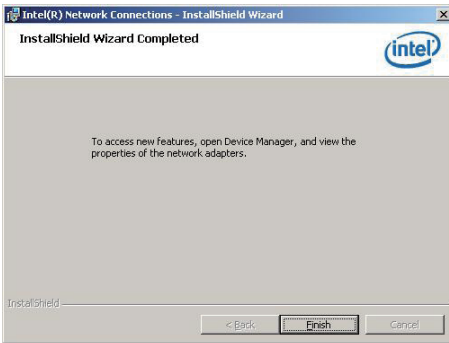 Intel(R) Network Connections - InstallShield Wizard
InstallShield Wizard Completed
intel
To access new features, open Device Manager, and view the
properties of the network adapters.
InstallShield
< Back
Finish
Cancel